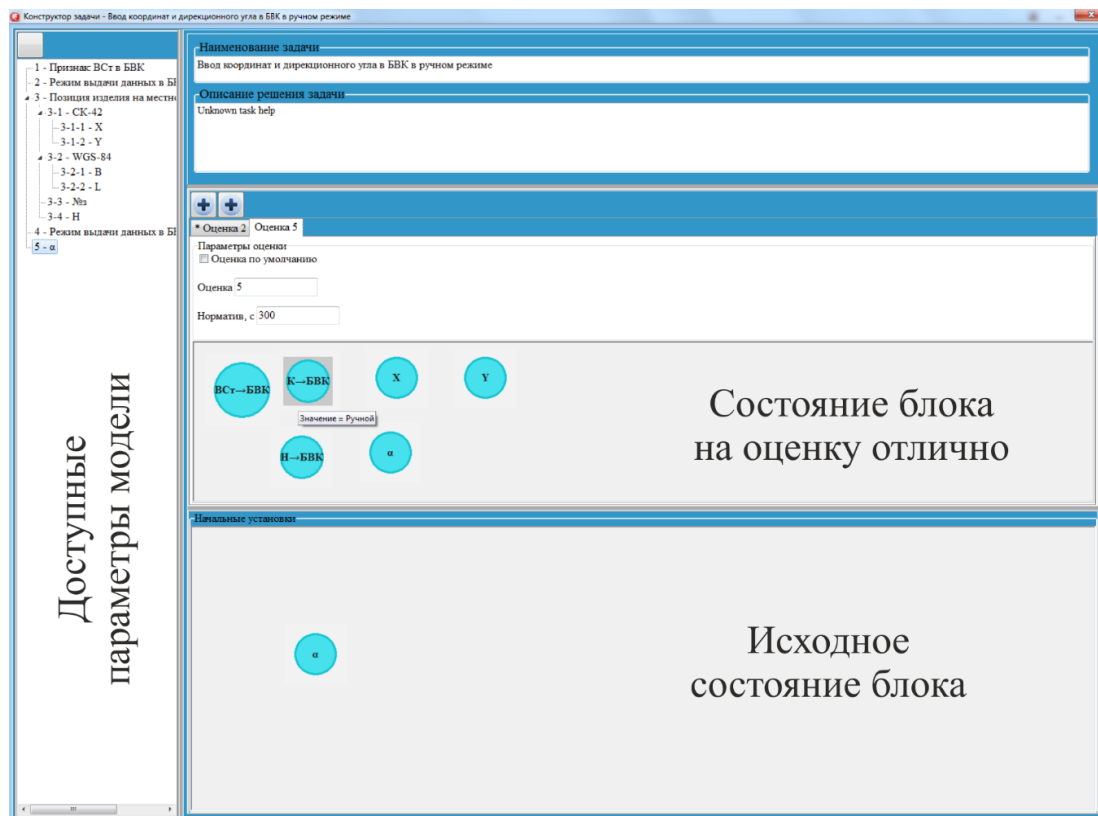 Конструктор задачи - Ввод координат и дирекционного угла в БВК в ручном режиме
1 - Признак ВСт в БВК
2 - Режим выдачи данных в БВ
3 - Позиция изделия на местно
3-1 - СК-42
3-1-1 - X
3-1-2 - Y
3-2 - WGS-84
3-2-1 - B
3-2-2 - L
3-3 - №з
3-4 - H
4 - Режим выдачи данных в БВ
5 - α
Доступные
параметры модели
Наименование задачи
Ввод координат и дирекционного угла в БВК в ручном режиме
Описание решения задачи
Unknown task help
* Оценка 2 Оценка 5
Параметры оценки
Оценка по умолчанию
Оценка 5
Норматив, с 300
ВСт→БВК К→БВК X Y
Значение = Ручной
Н→БВК α
Состояние блока
на оценку отлично
Начальные установки
α
Исходное
состояние блока